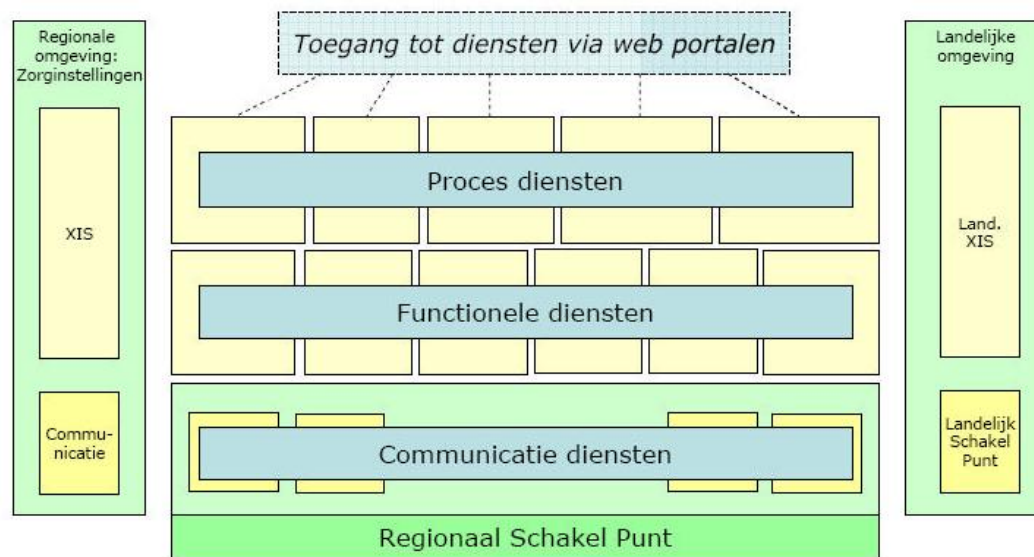 Regionale
omgeving:
Zorginstellingen
XIS
Commu-
nicatie
Toegang tot diensten via web portalen
Proces diensten
Functionele diensten
Communicatie diensten
Regionaal Schakel Punt
Landelijke
omgeving
Land.
XIS
Landelijk
Schakel
Punt